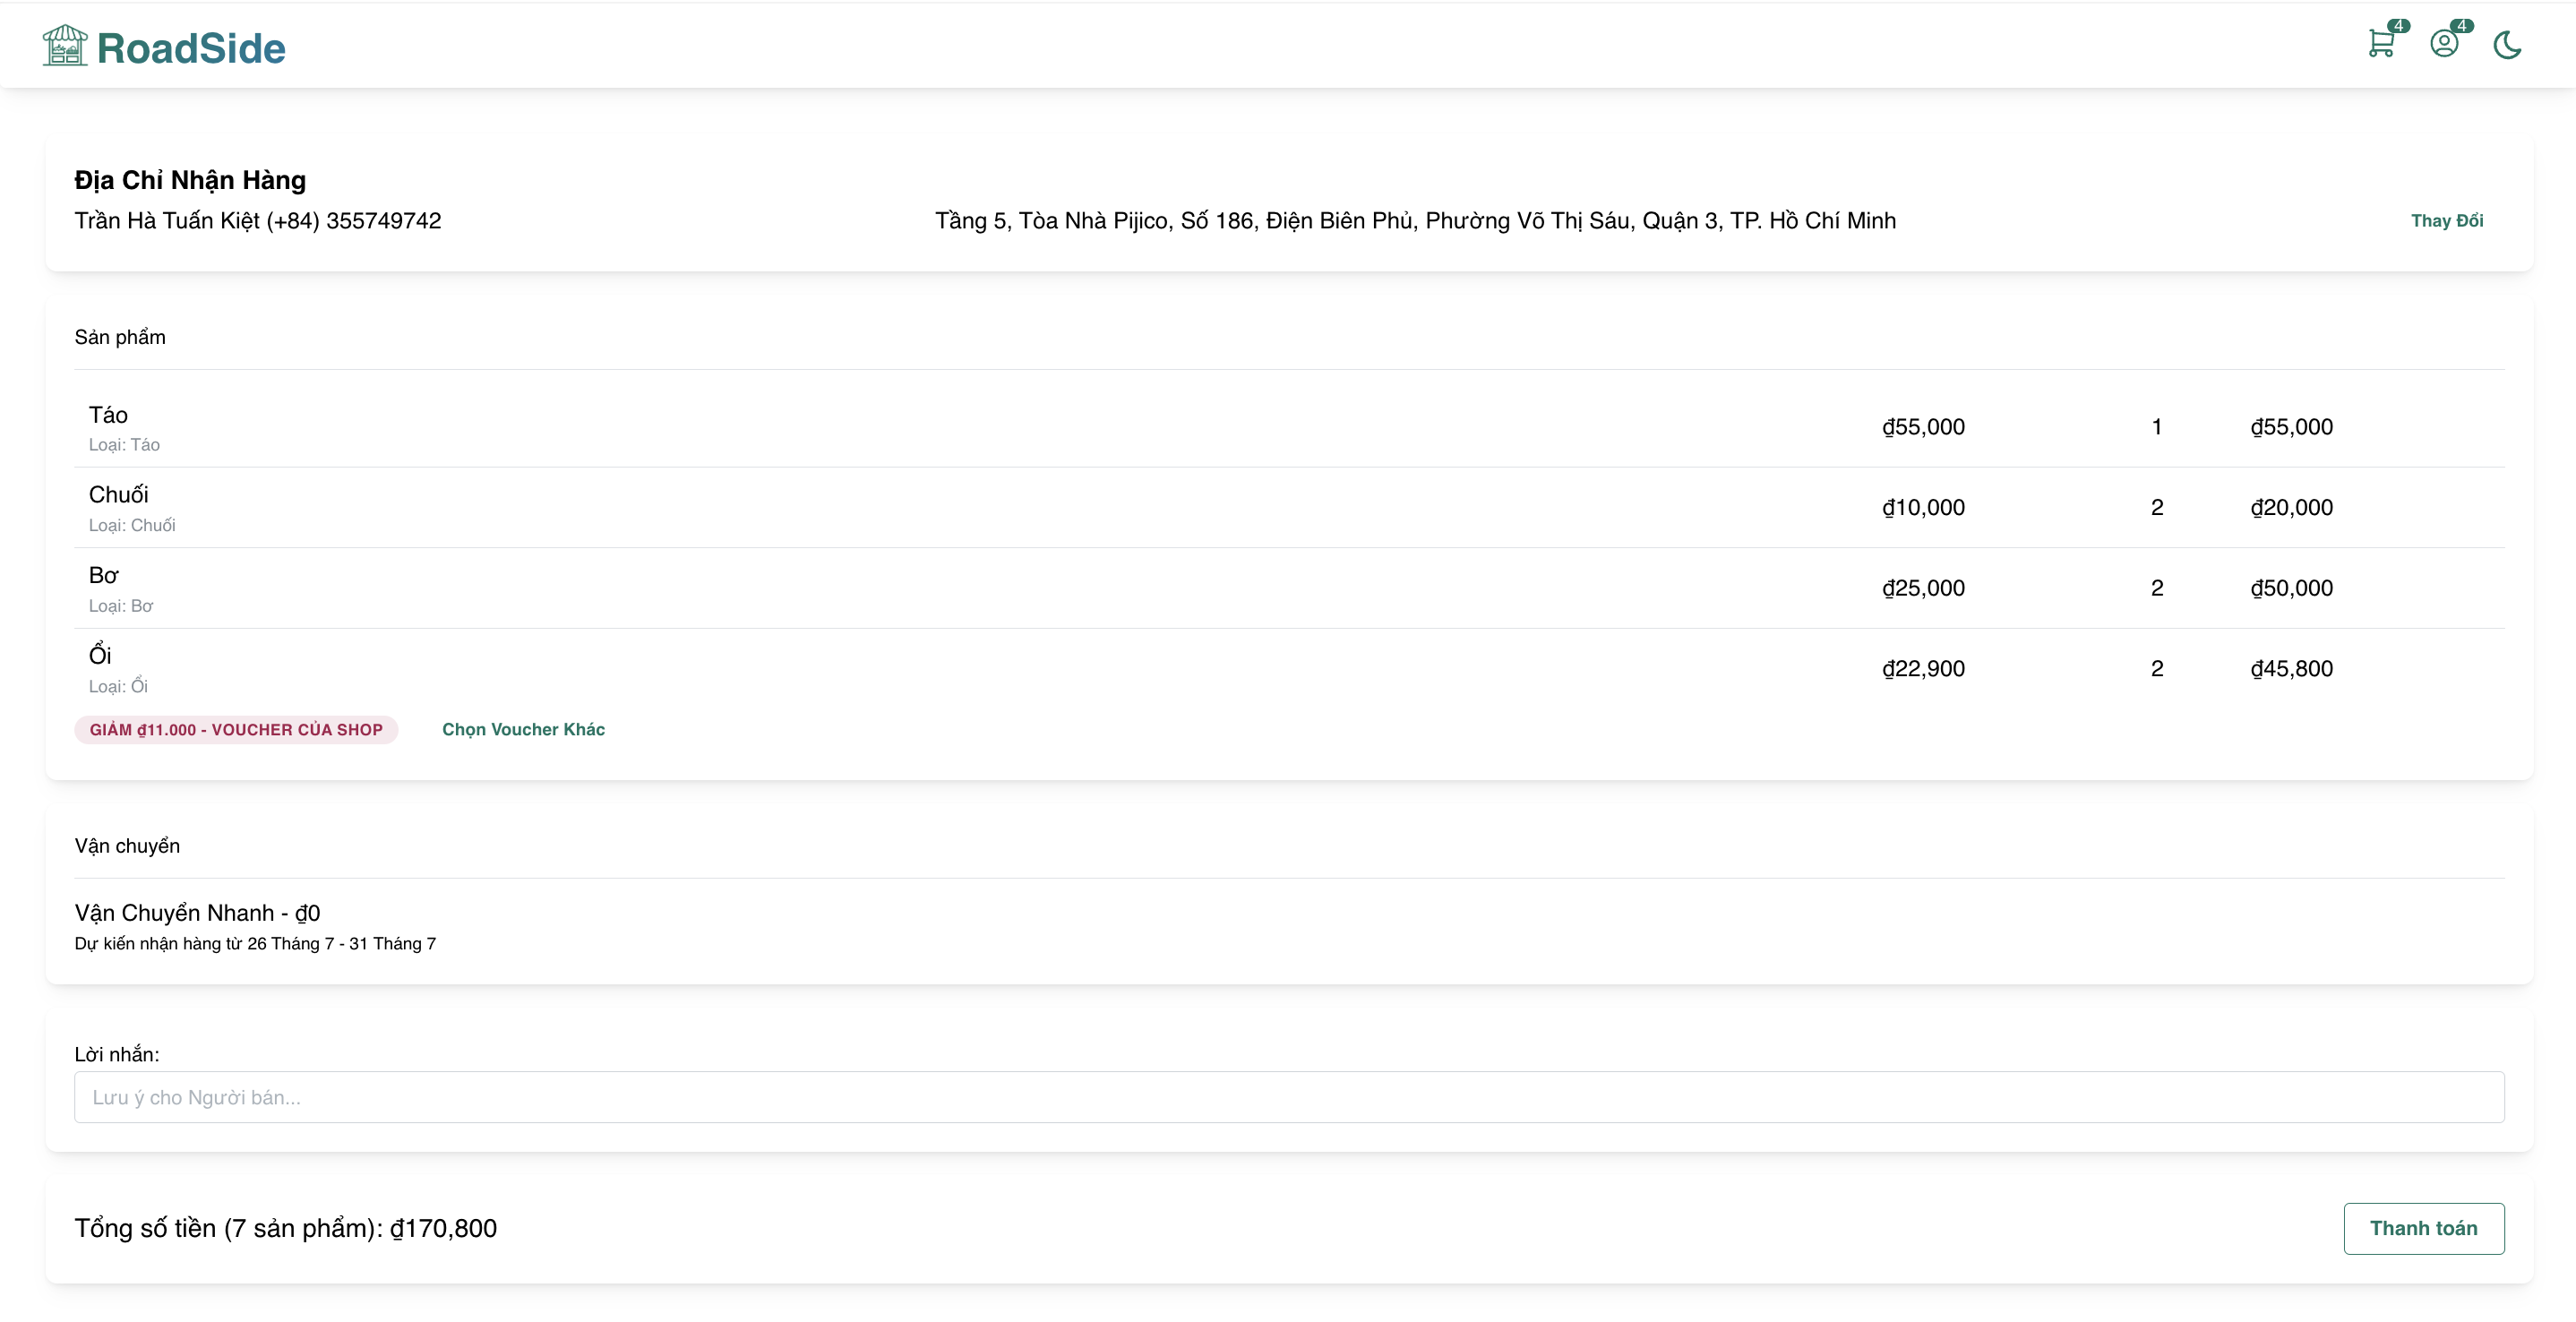 RoadSide
4
4
Địa Chỉ Nhận Hàng
Trần Hà Tuấn Kiệt (+84) 355749742
Tầng 5, Tòa Nhà Pijico, Số 186, Điện Biên Phủ, Phường Võ Thị Sáu, Quận 3, TP. Hồ Chí Minh
Thay Đổi
Sản phẩm
Táo
Loại: Táo
₫55,000
1
₫55,000
Chuối
Loại: Chuối
₫10,000
2
₫20,000
Bơ
Loại: Bơ
₫25,000
2
₫50,000
Ổi
Loại: Ổi
₫22,900
2
₫45,800
GIẢM ₫11.000 - VOUCHER CỦA SHOP
Chọn Voucher Khác
Vận chuyển
Vận Chuyển Nhanh - ₫0
Dự kiến nhận hàng từ 26 Tháng 7 - 31 Tháng 7
Lời nhắn:
Lưu ý cho Người bán...
Tổng số tiền (7 sản phẩm): ₫170,800
Thanh toán